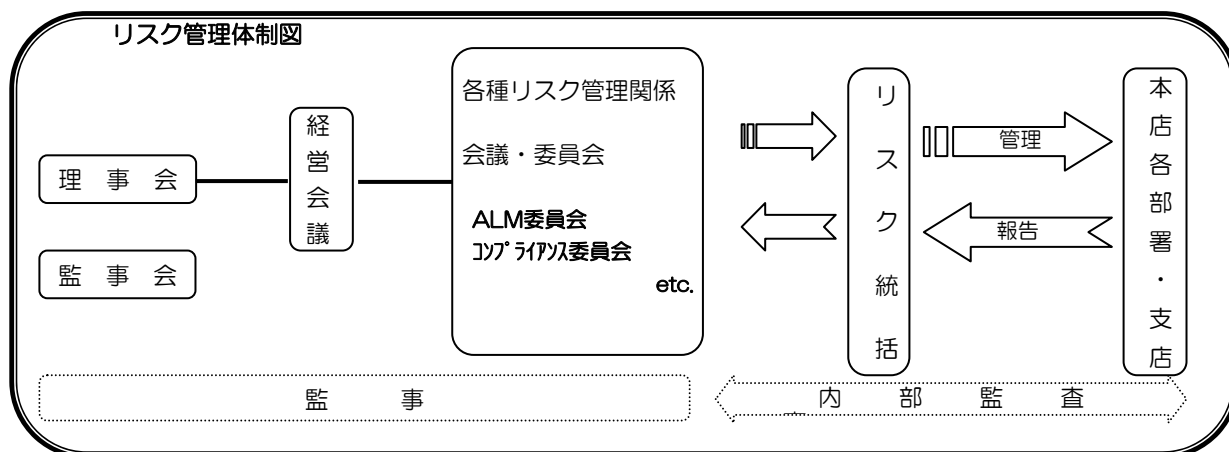 リスク管理体制図
理事会
監事会
経営会議
各種リスク管理関係
会議・委員会
ALM委員会
ｺﾝﾌﾟﾗｲｱﾝｽ委員会
etc.
リスク統括
管理
報告
本店各部署・支店
監事
内部監査